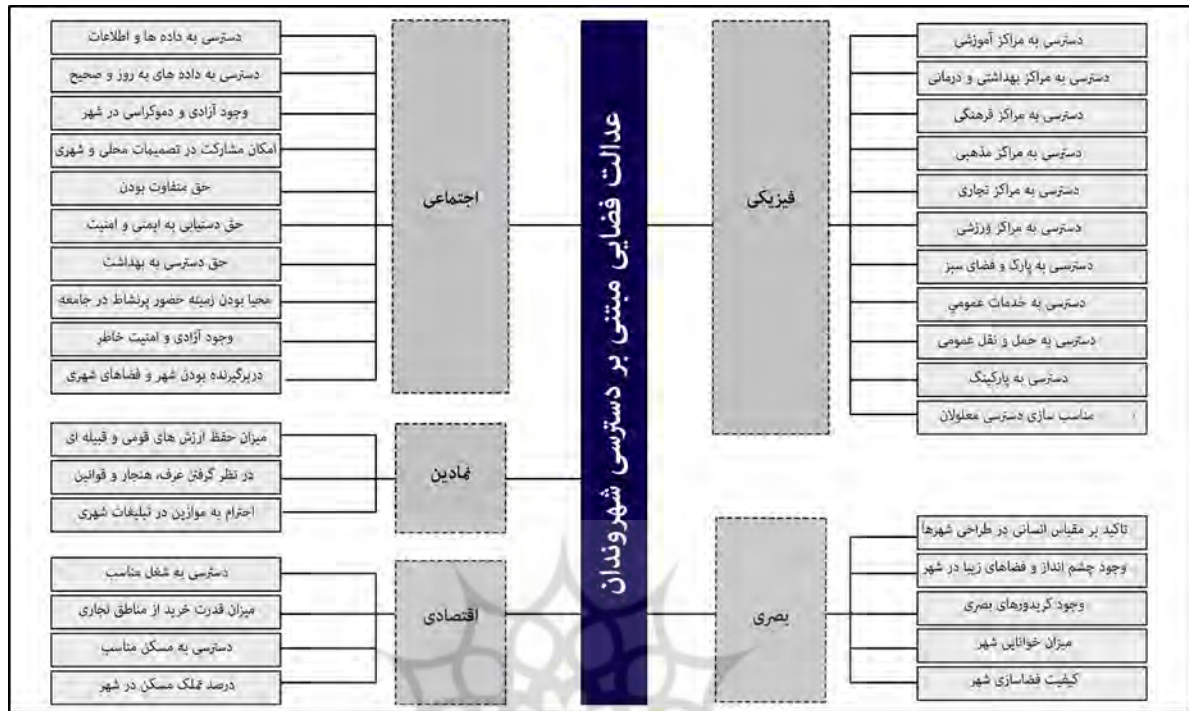 عدالت فضایی مبتنی بر دسترسی شهروندان
فیزیکی
دسترسی به مراکز آموزشی
دسترسی به مراکز بهداشتی و درمانی
دسترسی به مراکز فرهنگی
دسترسی به مراکز مذهبی
دسترسی به مراکز تجاری
دسترسی به مراکز ورزشی
دسترسی به پارک و فضای سبز
دسترسی به خدمات عمومی
دسترسی به حمل و نقل عمومی
دسترسی به پارکینگ
مناسب سازی دسترسی معلولان
بصری
تاکید بر مقیاس انسانی در طراحی شهرها
وجود چشم انداز و فضاهای زیبا در شهر
وجود کریدورهای بصری
میزان خوانایی شهر
کیفیت فضاسازی شهر
اجتماعی
دسترسی به داده ها و اطلاعات
دسترسی به داده های به روز و صحیح
وجود آزادی و دموکراسی در شهر
امکان مشارکت در تصمیمات محلی و شهری
حق متفاوت بودن
حق دستیابی به ایمنی و امنیت
حق دسترسی به بهداشت
محیا بودن زمینه حضور پرنشاط در جامعه
وجود آزادی و امنیت خاطر
دربرگیرنده بودن شهر و فضاهای شهری
نمادین
میزان حفظ ارزش های قومی و قبیله ای
در نظر گرفتن عرف، هنجار و قوانین
احترام به موازین در تبلیغات شهری
اقتصادی
دسترسی به شغل مناسب
میزان قدرت خرید از مناطق تجاری
دسترسی به مسکن مناسب
درصد تملک مسکن در شهر